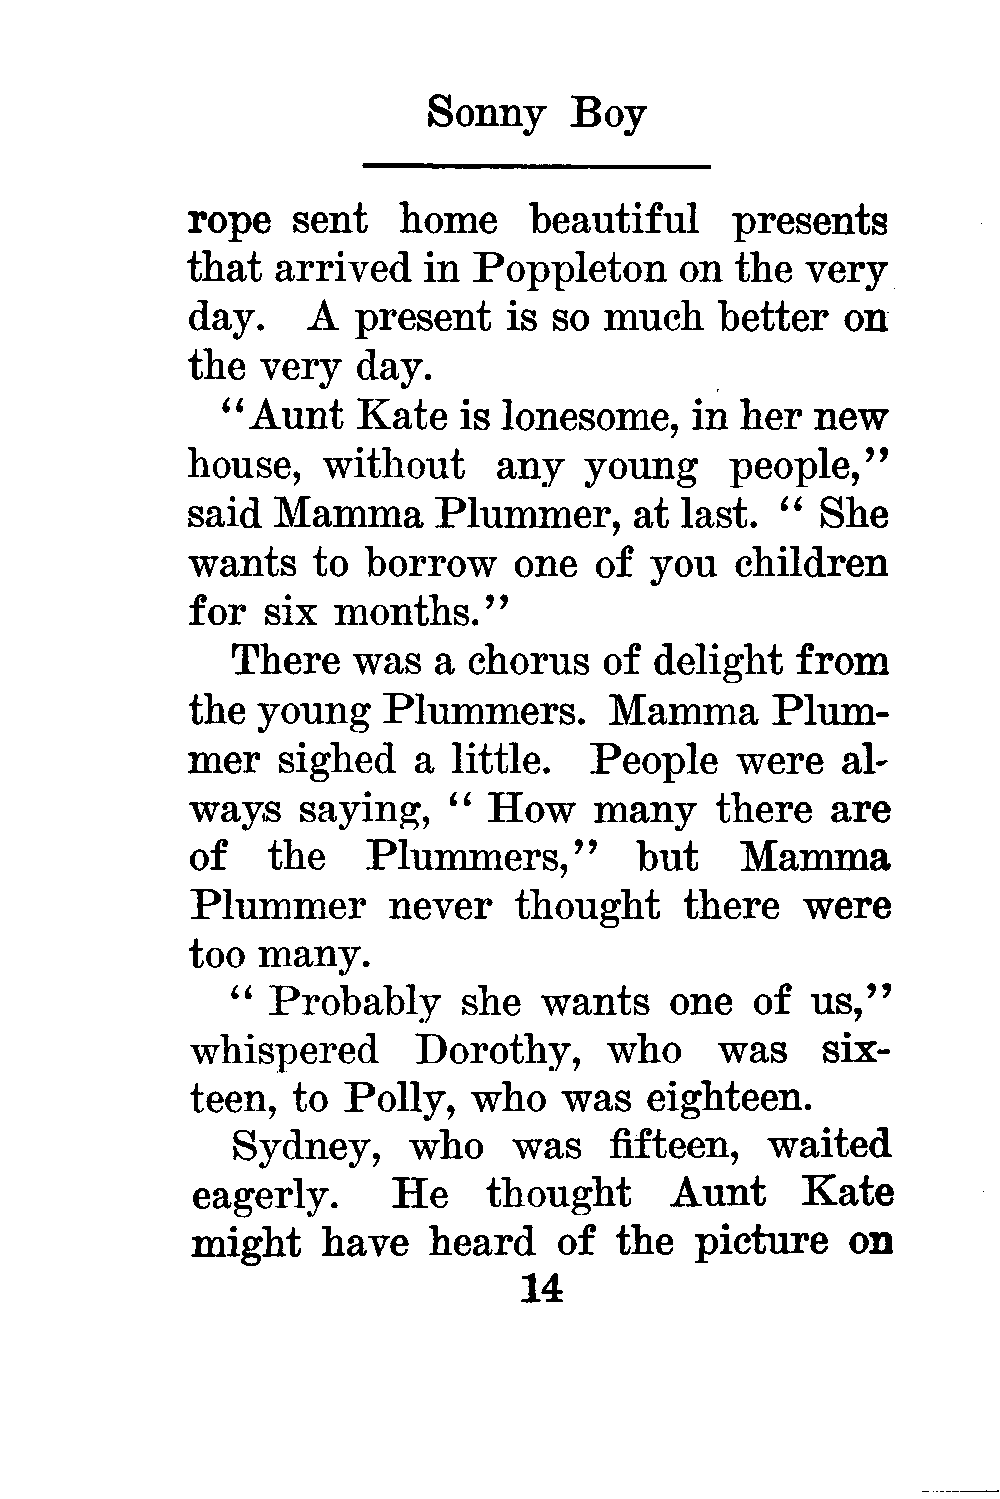 Sonny Boy
rope sent home beautiful presents
that arrived in Poppleton on the very
day. A present is so much better on
the very day.
"Aunt Kate is lonesome, in her new
house, without any young people,"
said Mamma Plummer, at last. " She
wants to borrow one of you children
for six months."
There was a chorus of delight from
the young Plummers. Mamma Plum-
mer sighed a little. People were al-
ways saying, " How many there are
of the Plummers," but Mamma
Plummer never thought there were
too many.
" Probably she wants one of us,"
whispered Dorothy, who was six-
teen, to Polly, who was eighteen.
Sydney, who was fifteen, waited
eagerly. He thought Aunt Kate
might have heard of the picture on
14